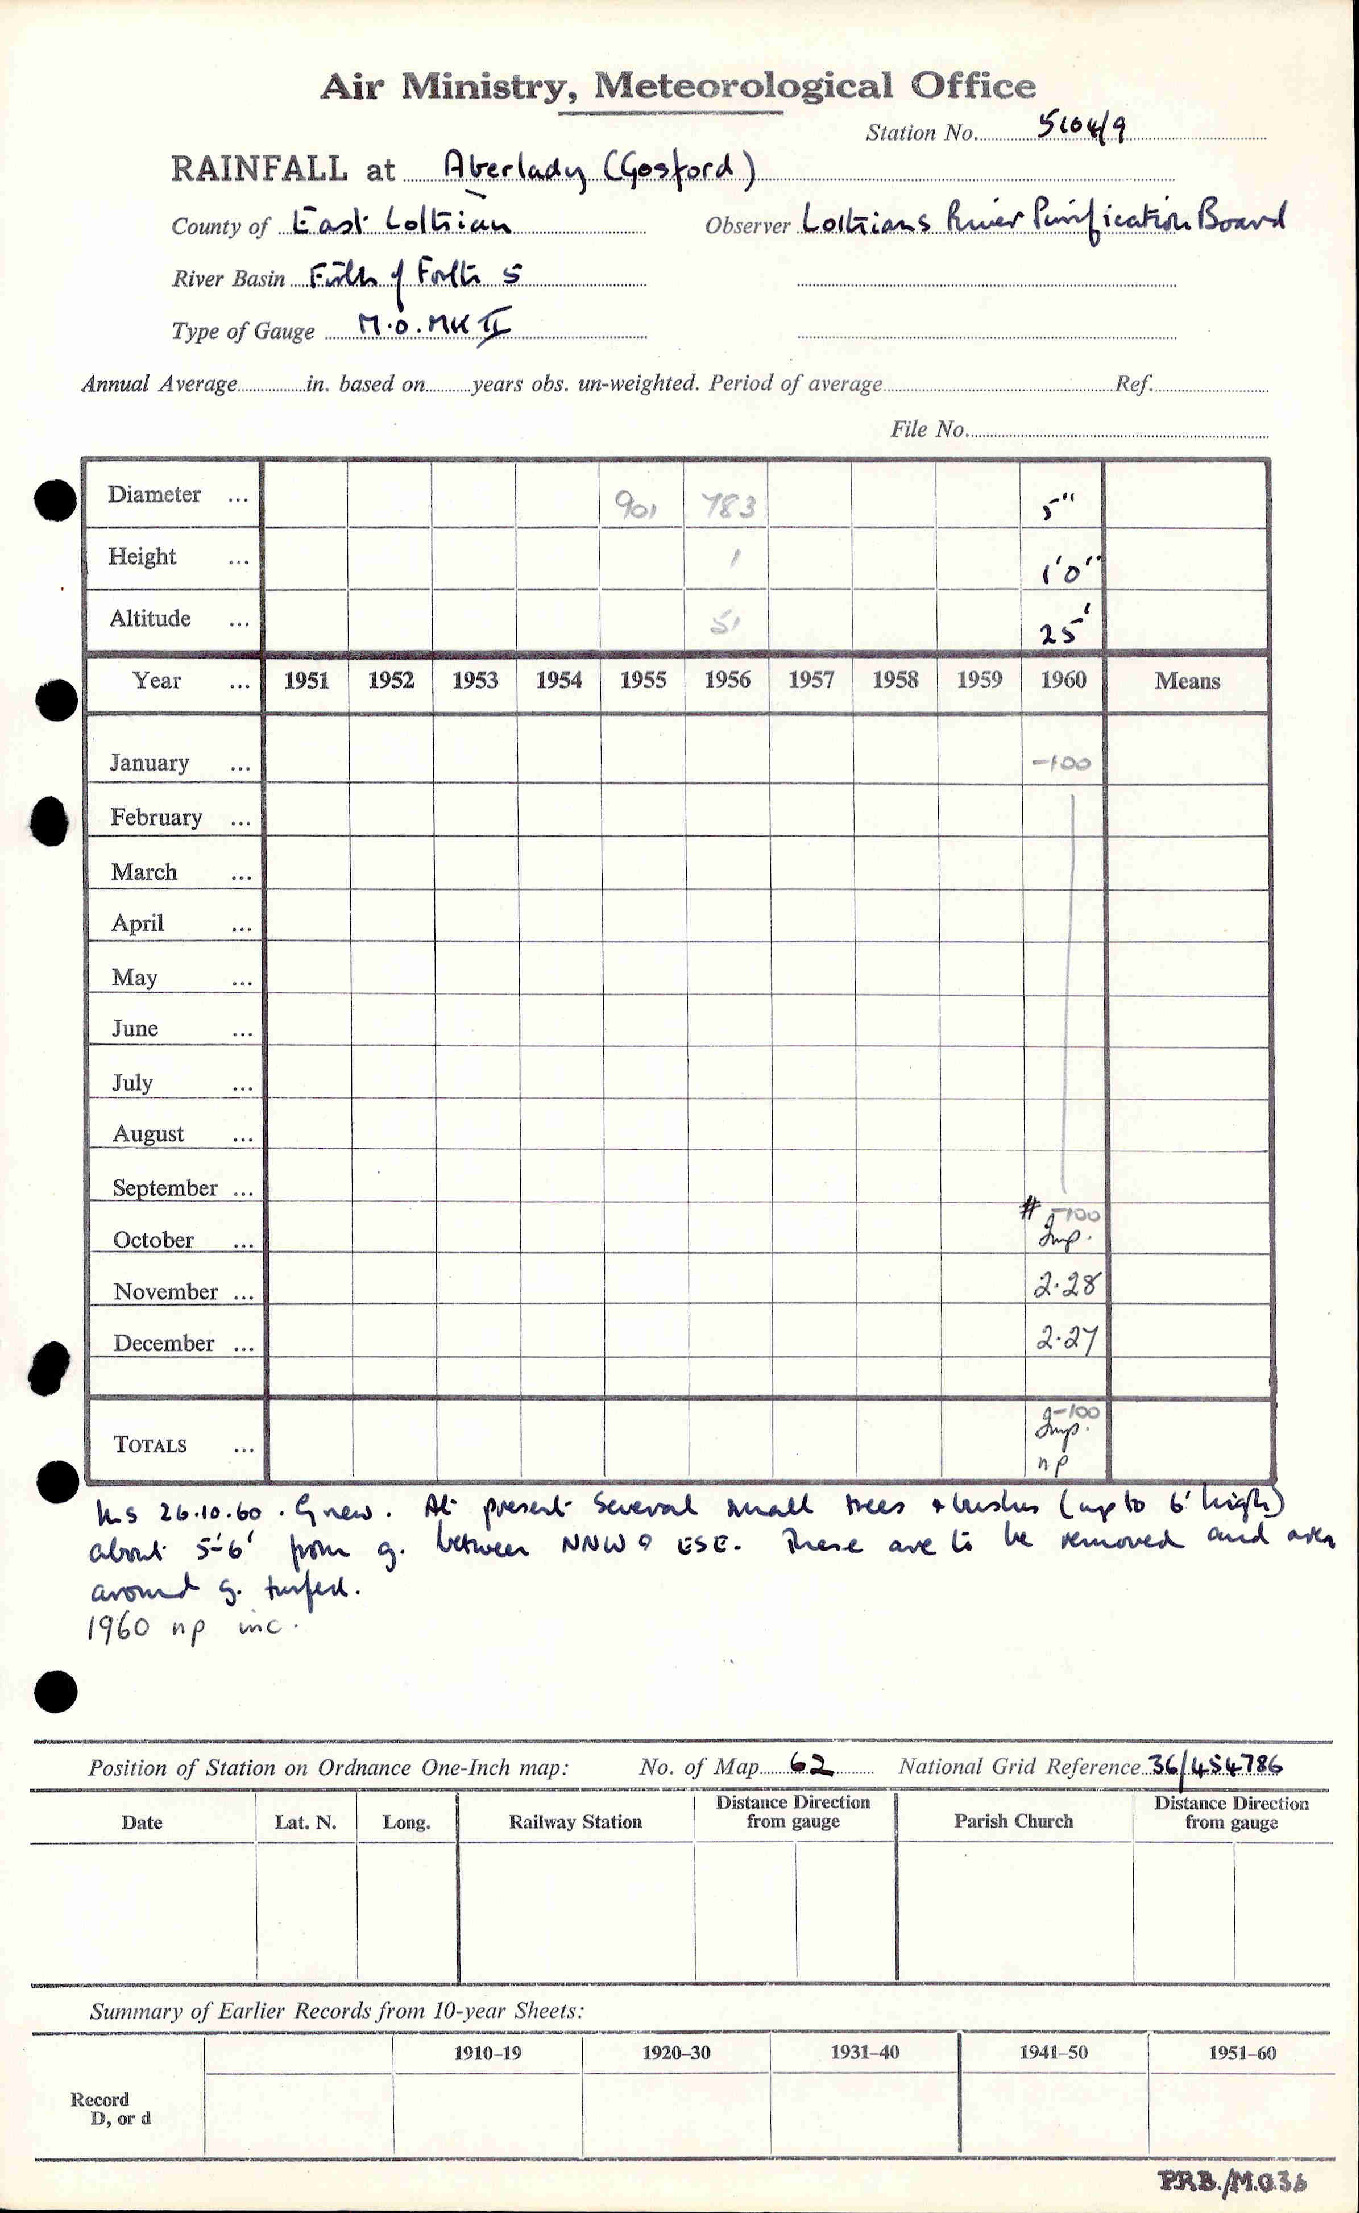 Air Ministry, Meteorological Office
Station No. 5104/9
RAINFALL at Aberlady (Gosford)
County of East Lothian Observer Lothians River Purification Board
River Basin Firth of Forth S
Type of Gauge M.O. MK II
Annual Average in. based on years obs. un-weighted. Period of average Ref.
File No.
Diameter ... 901 783 5"
Height ... 1 1'0"
Altitude ... 51 25'
Year ... 1951 1952 1953 1954 1955 1956 1957 1958 1959 1960 Means
January ... -100
February ...
March ...
April ...
May ...
June ...
July ...
August ...
September ...
# -100
October ... Imp.
November ... 2.28
December ... 2.27
-100
TOTALS ... Imp.
np
Ins 26.10.60. G new. At present several small trees + bushes (up to 6' high)
about 5'-6' from g. between NNW & ESE. These are to be removed and area
around g. turfed.
1960 np inc.
Position of Station on Ordnance One-Inch map: No. of Map 62 National Grid Reference 36/454786
Date Lat. N. Long. Railway Station Distance Direction from gauge Parish Church Distance Direction from gauge
Summary of Earlier Records from 10-year Sheets:
1910-19 1920-30 1931-40 1941-50 1951-60
Record
D, or d
PRB./M.O.36